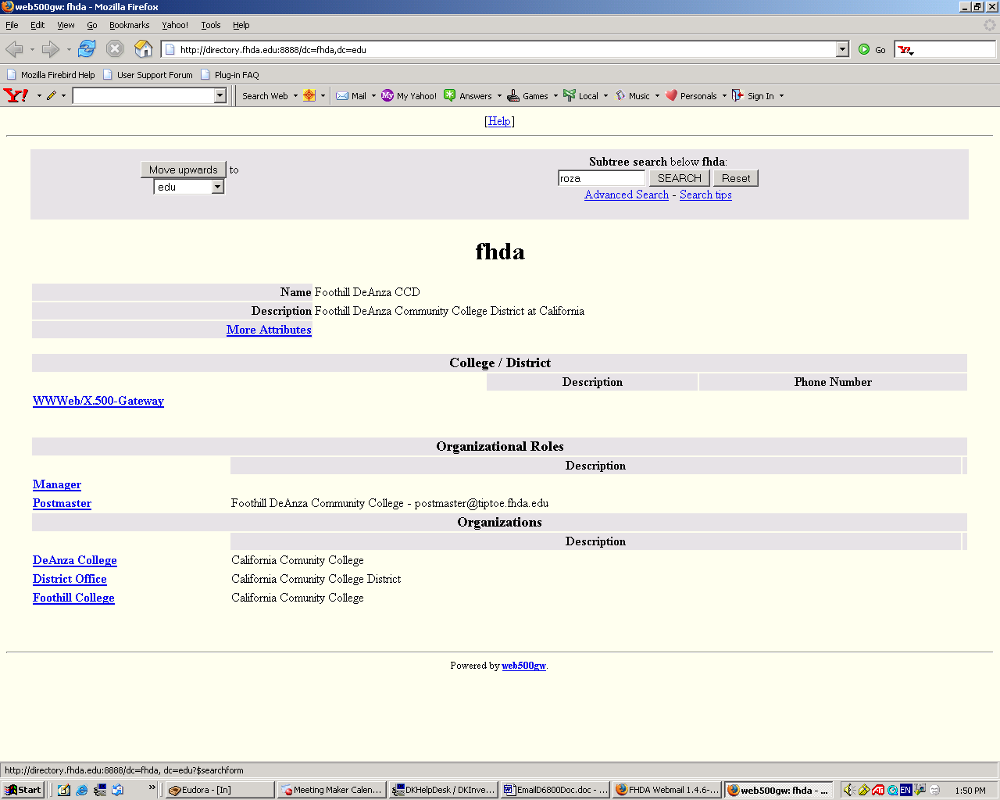 web500gw: fhda - Mozilla Firefox
File Edit View Go Bookmarks Yahoo! Tools Help
http://directory.fhda.edu:8888/dc=fhda,dc=edu Go
Mozilla Firebird Help User Support Forum Plug-in FAQ
Y! Search Web Mail My Yahoo! Answers Games Local Music Personals Sign In
[Help]
Move upwards to
edu
Subtree search below fhda:
roza SEARCH Reset
Advanced Search - Search tips
fhda
Name Foothill DeAnza CCD
Description Foothill DeAnza Community College District at California
More Attributes
College / District
Description Phone Number
WWWeb/X.500-Gateway
Organizational Roles
Description
Manager
Postmaster Foothill DeAnza Community College - postmaster@tiptoe.fhda.edu
Organizations
Description
DeAnza College California Comunity College
District Office California Comunity College District
Foothill College California Comunity College
Powered by web500gw.
http://directory.fhda.edu:8888/dc=fhda, dc=edu?$searchform
Start Eudora - [In] Meeting Maker Calen... DKHelpDesk / DKInve... EmailD6800Doc.doc - ... FHDA Webmail 1.4.6-... web500gw: fhda - ... EN 1:50 PM